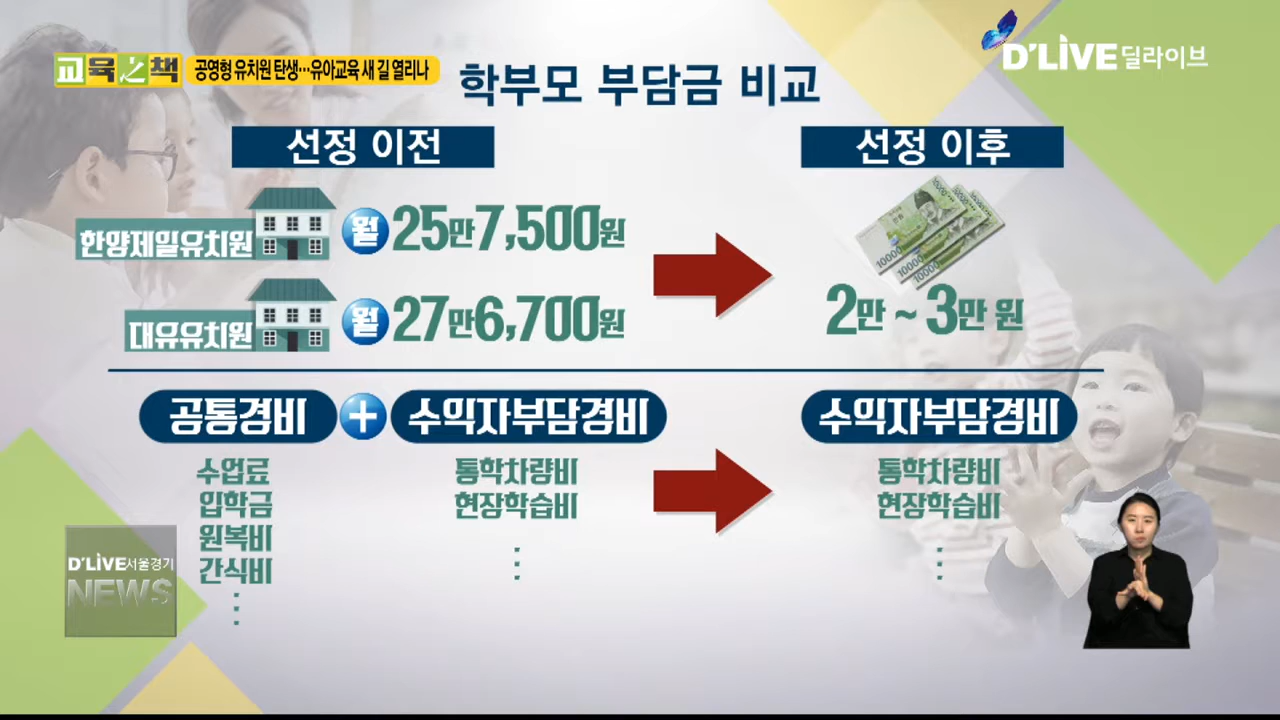 교육 之 책
공영형 유치원 탄생…유아교육 새 길 열리나
D'LIVE 딜라이브
학부모 부담금 비교
선정 이전
선정 이후
한양제일유치원
월 25만 7,500원
대유유치원
월 27만 6,700원
10000
10000
10000
2만 ~ 3만 원
공통경비 + 수익자부담경비
수익자부담경비
수업료
입학금
원복비
간식비
통학차량비
현장학습비
통학차량비
현장학습비
D'LIVE 서울경기
NEWS